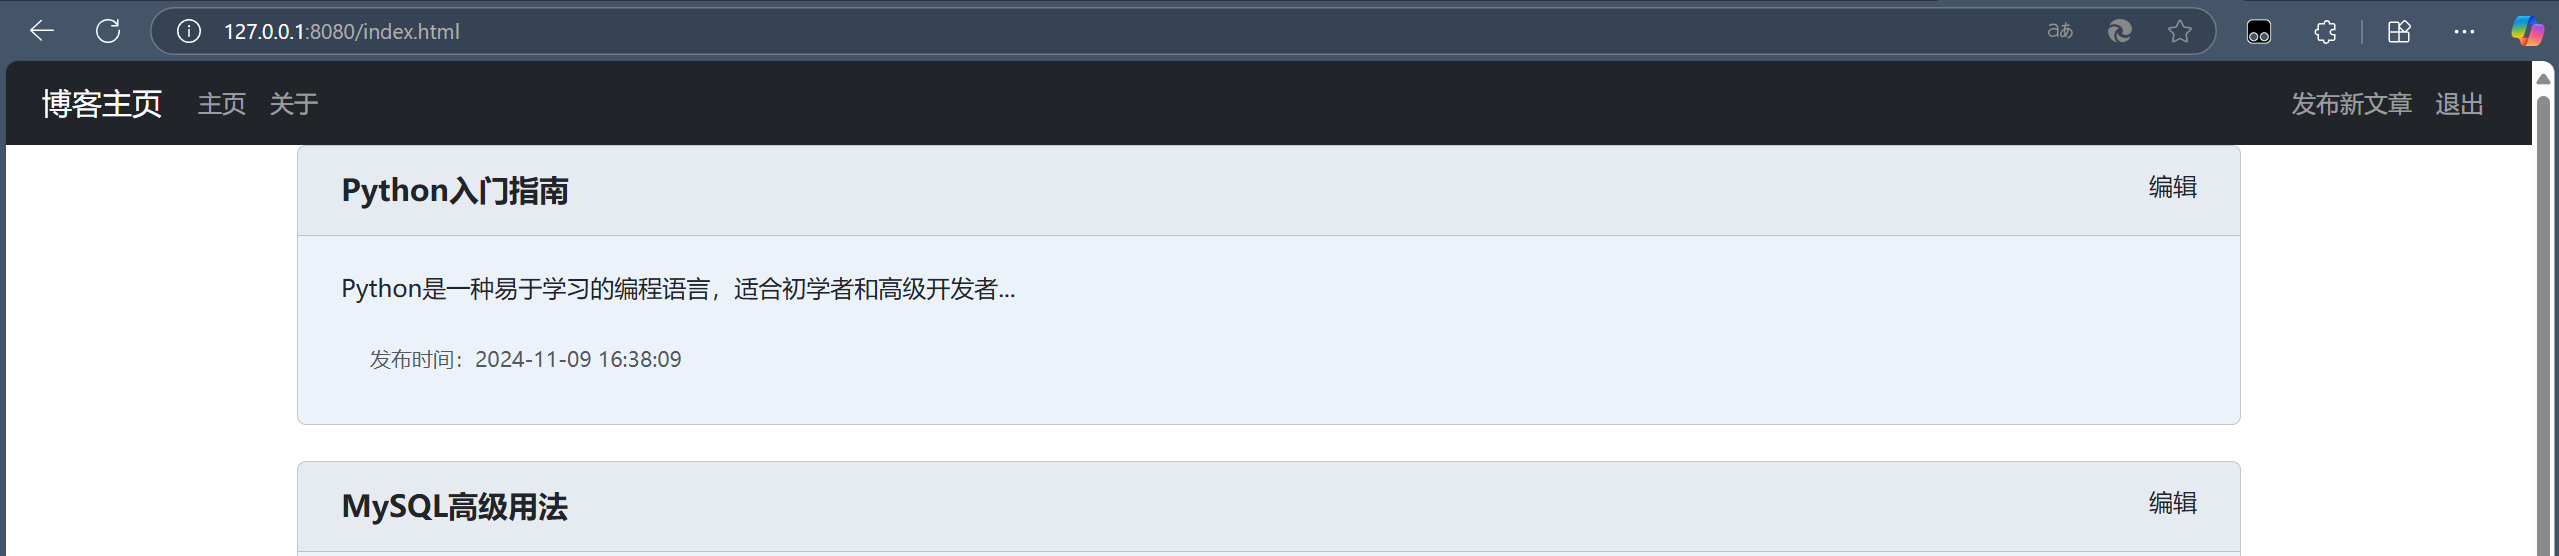 127.0.0.1:8080/index.html
博客主页 主页 关于 发布新文章 退出
Python入门指南 编辑
Python是一种易于学习的编程语言，适合初学者和高级开发者...
发布时间：2024-11-09 16:38:09
MySQL高级用法 编辑